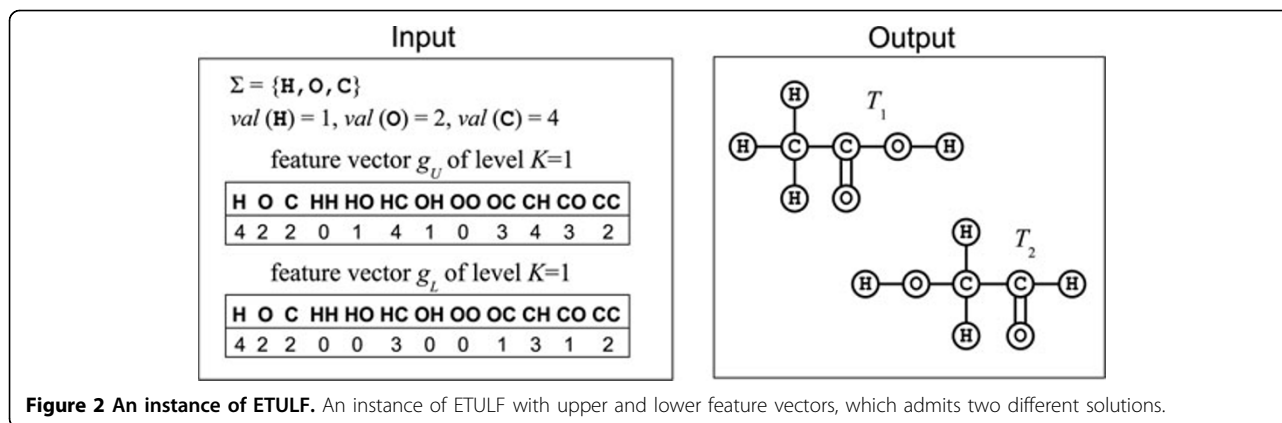 Input
Σ = {H, O, C}
val (H) = 1, val (O) = 2, val (C) = 4
feature vector g_U of level K=1
H O C HH HO HC OH OO OC CH CO CC
4 2 2 0 1 4 1 0 3 4 3 2
feature vector g_L of level K=1
H O C HH HO HC OH OO OC CH CO CC
4 2 2 0 0 3 0 0 1 3 1 2
Output
H T_1
H C C O H
H O
H T_2
H O C C H
H O
Figure 2 An instance of ETULF. An instance of ETULF with upper and lower feature vectors, which admits two different solutions.